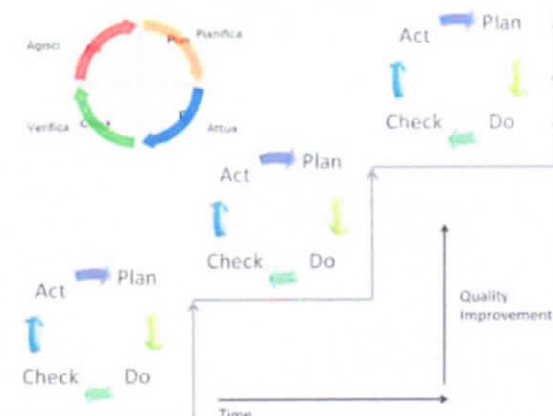 Act Plan
Agisci Plan Pianifica
Check Do
Verifica Attua
Act Plan
Check Do
Quality
Improvement
Act Plan
Check Do
Time